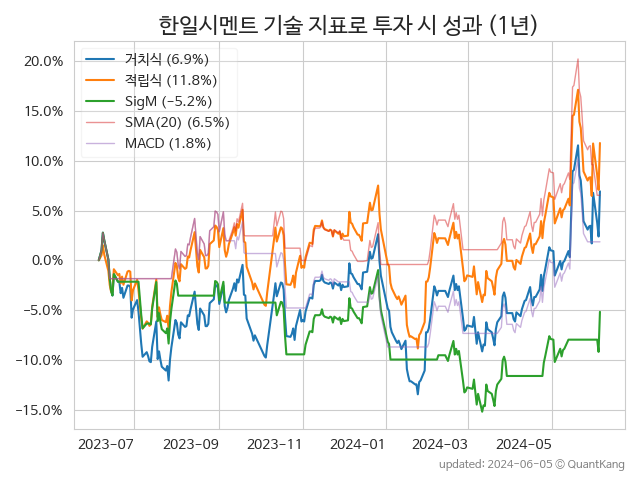 한일시멘트 기술 지표로 투자 시 성과 (1년)
거치식 (6.9%)
적립식 (11.8%)
SigM (−5.2%)
SMA(20) (6.5%)
MACD (1.8%)
20.0%
15.0%
10.0%
5.0%
0.0%
−5.0%
−10.0%
−15.0%
2023-07 2023-09 2023-11 2024-01 2024-03 2024-05
updated: 2024-06-05 © QuantKang